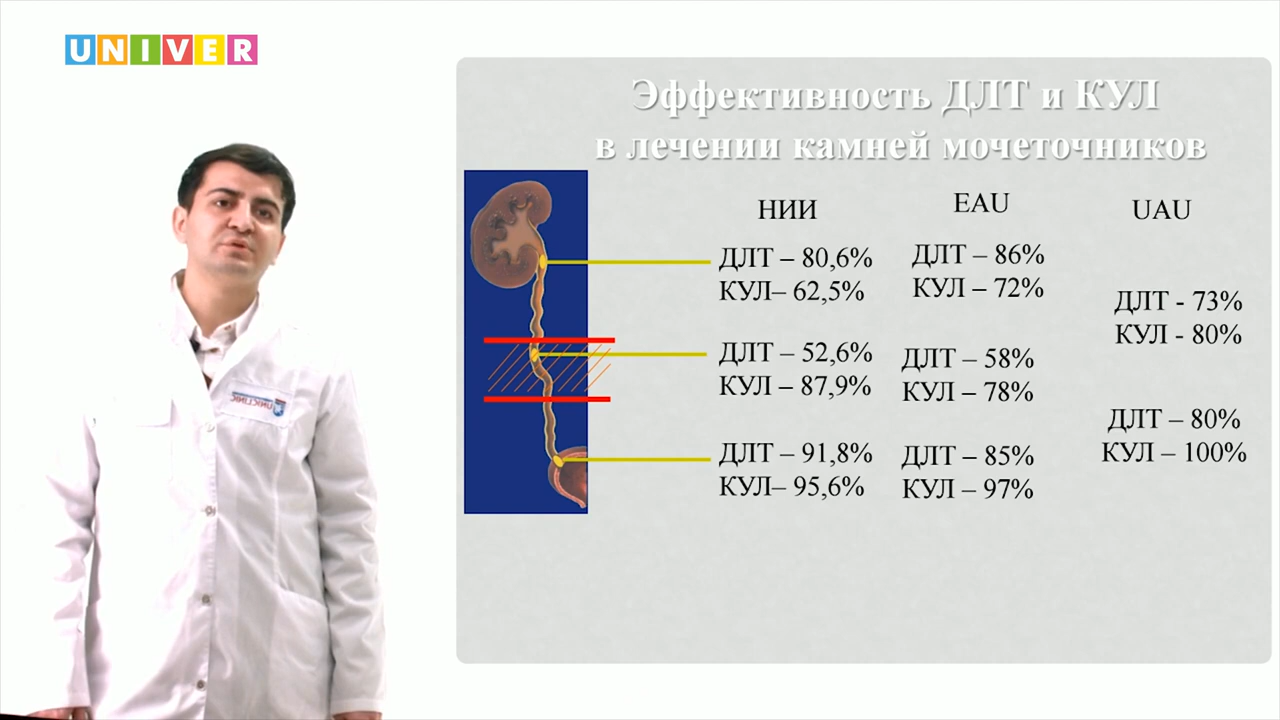 UNIVER
Эффективность ДЛТ и КУЛ
в лечении камней мочеточников
НИИ
EAU
UAU
ДЛТ – 80,6%
КУЛ– 62,5%
ДЛТ – 86%
КУЛ – 72%
ДЛТ - 73%
КУЛ - 80%
ДЛТ – 52,6%
КУЛ – 87,9%
ДЛТ – 58%
КУЛ – 78%
ДЛТ – 80%
КУЛ – 100%
ДЛТ – 91,8%
КУЛ– 95,6%
ДЛТ – 85%
КУЛ – 97%
UNICLINIC